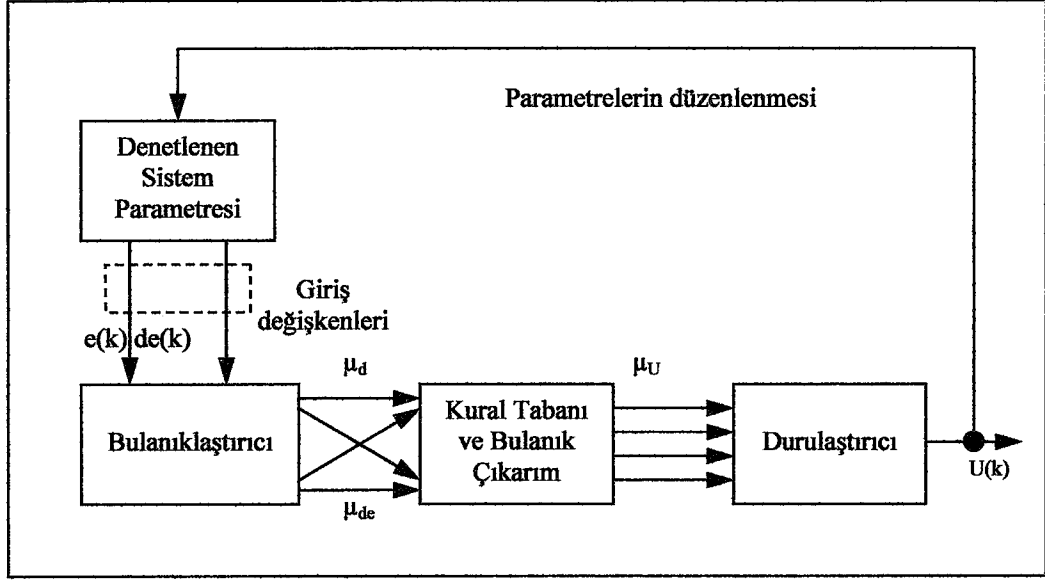 Parametrelerin düzenlenmesi
Denetlenen
Sistem
Parametresi
Giriş
değişkenleri
e(k) de(k)
μd
μU
Bulanıklaştırıcı
Kural Tabanı
ve Bulanık
Çıkarım
Durulaştırıcı
U(k)
μde